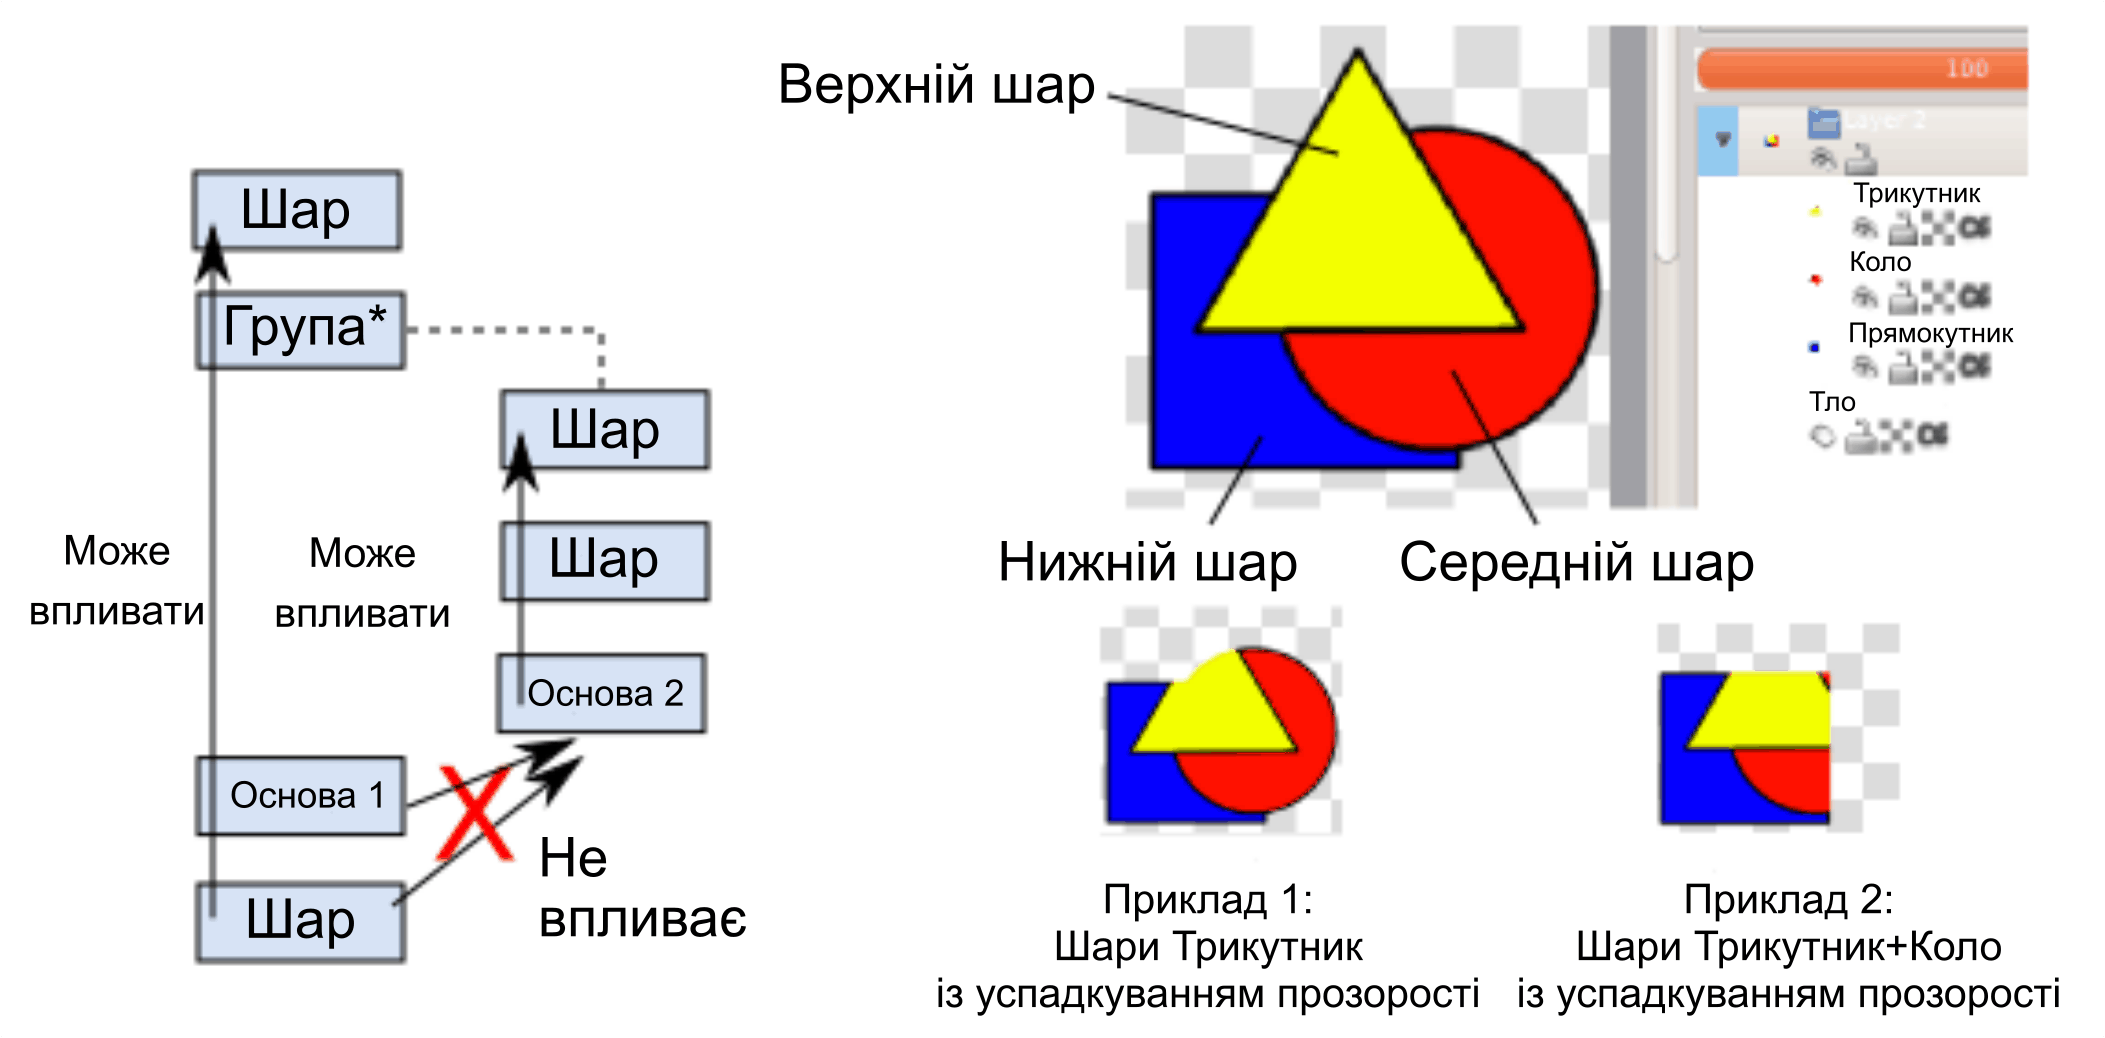 Шар
Група*
Шар
Шар
Може
впливати
Може
впливати
Основа 2
Основа 1
Шар
Не
впливає
Верхній шар
Нижній шар
Середній шар
100
Layer 2
Трикутник
Коло
Прямокутник
Тло
Приклад 1:
Шари Трикутник
із успадкуванням прозорості
Приклад 2:
Шари Трикутник+Коло
із успадкуванням прозорості